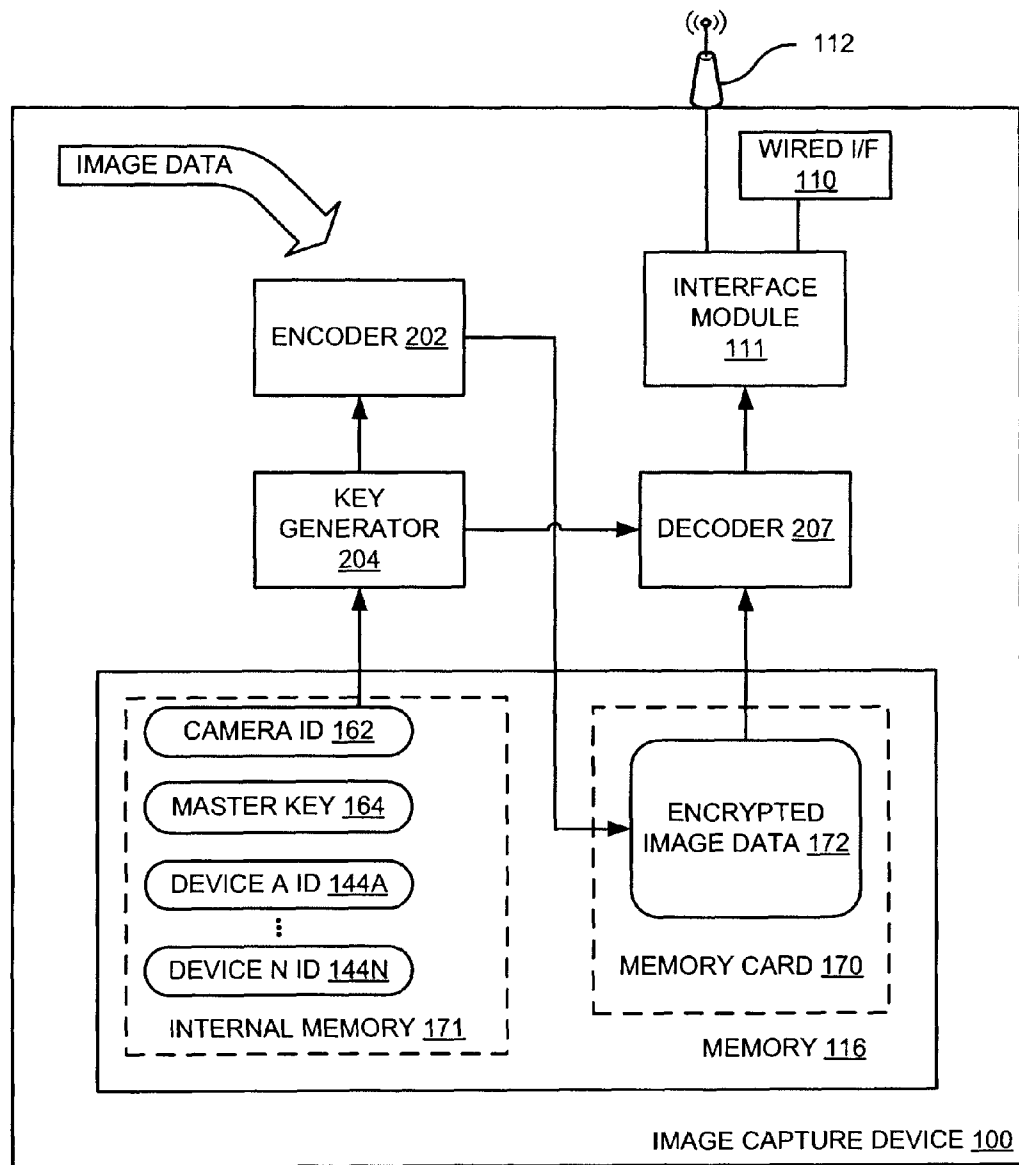 112
WIRED I/F
110
IMAGE DATA
INTERFACE
MODULE
111
ENCODER 202
KEY
GENERATOR
204
DECODER 207
CAMERA ID 162
MASTER KEY 164
DEVICE A ID 144A
⋮
DEVICE N ID 144N
INTERNAL MEMORY 171
ENCRYPTED
IMAGE DATA 172
MEMORY CARD 170
MEMORY 116
IMAGE CAPTURE DEVICE 100